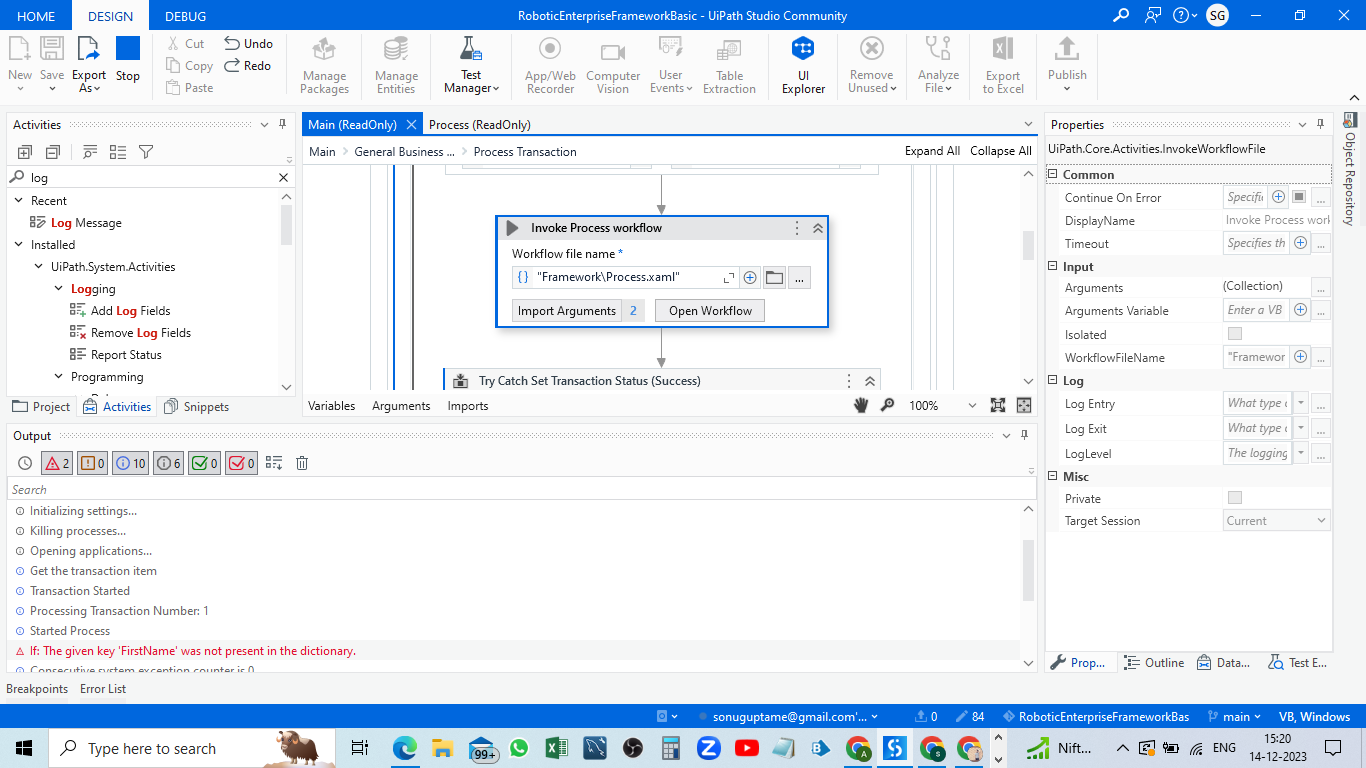 HOME DESIGN DEBUG RoboticEnterpriseFrameworkBasic - UiPath Studio Community SG
New Save Export As Stop Cut Copy Paste Undo Redo Manage Packages Manage Entities Test Manager App/Web Recorder Computer Vision User Events Table Extraction UI Explorer Remove Unused Analyze File Export to Excel Publish
Activities
log
Recent
Log Message
Installed
UiPath.System.Activities
Logging
Add Log Fields
Remove Log Fields
Report Status
Programming
Project Activities Snippets
Main (ReadOnly) Process (ReadOnly)
Main General Business ... Process Transaction Expand All Collapse All
Invoke Process workflow
Workflow file name *
{} "Framework\Process.xaml" ...
Import Arguments 2 Open Workflow
Try Catch Set Transaction Status (Success)
Variables Arguments Imports 100%
Properties
UiPath.Core.Activities.InvokeWorkflowFile
Common
Continue On Error Specifi ...
DisplayName Invoke Process work
Timeout Specifies th ...
Input
Arguments (Collection) ...
Arguments Variable Enter a VB ...
Isolated
WorkflowFileName "Framewor ...
Log
Log Entry What type ...
Log Exit What type ...
LogLevel The logging ...
Misc
Private
Target Session Current
Prop... Outline Data... Test E...
Object Repository
Output
2 0 10 6 0 0
Search
Initializing settings...
Killing processes...
Opening applications...
Get the transaction item
Transaction Started
Processing Transaction Number: 1
Started Process
If: The given key 'FirstName' was not present in the dictionary.
Consecutive system exception counter is 0
Breakpoints Error List
sonuguptame@gmail.com'... 0 84 RoboticEnterpriseFrameworkBas main VB, Windows
Type here to search 99+ Nift... ENG 15:20
14-12-2023